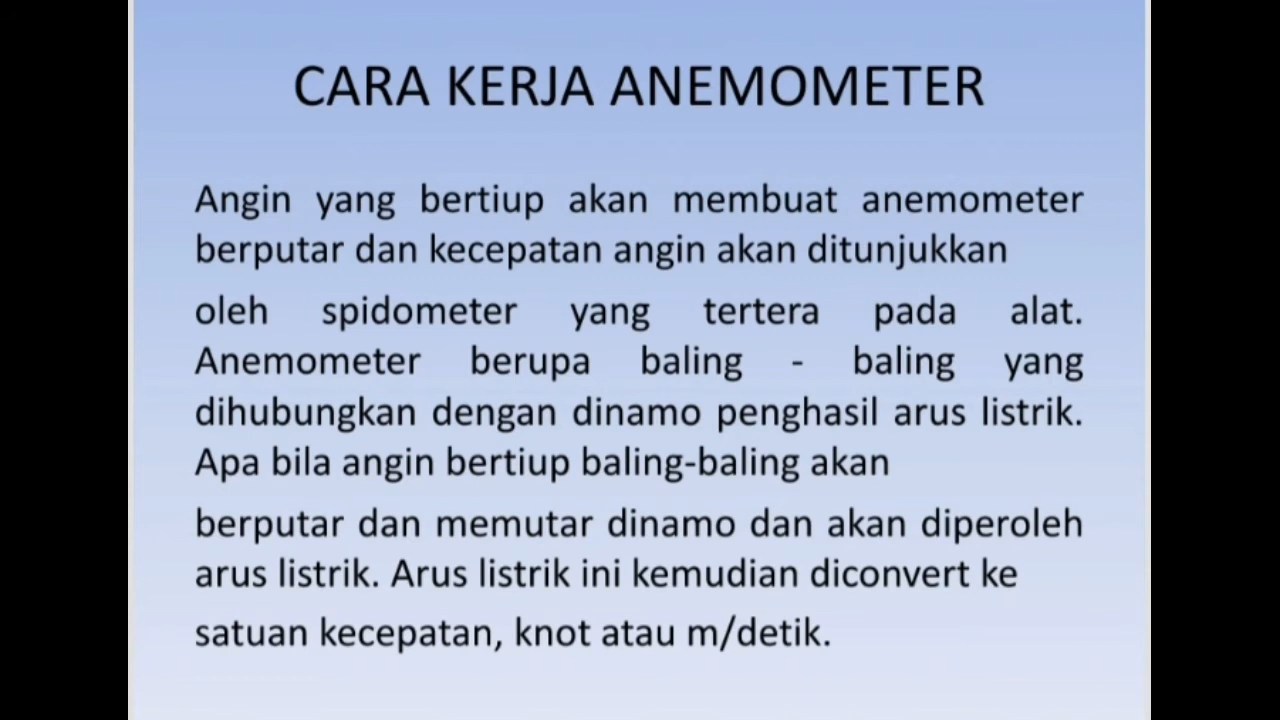 CARA KERJA ANEMOMETER
Angin yang bertiup akan membuat anemometer
berputar dan kecepatan angin akan ditunjukkan
oleh spidometer yang tertera pada alat.
Anemometer berupa baling - baling yang
dihubungkan dengan dinamo penghasil arus listrik.
Apa bila angin bertiup baling-baling akan
berputar dan memutar dinamo dan akan diperoleh
arus listrik. Arus listrik ini kemudian diconvert ke
satuan kecepatan, knot atau m/detik.